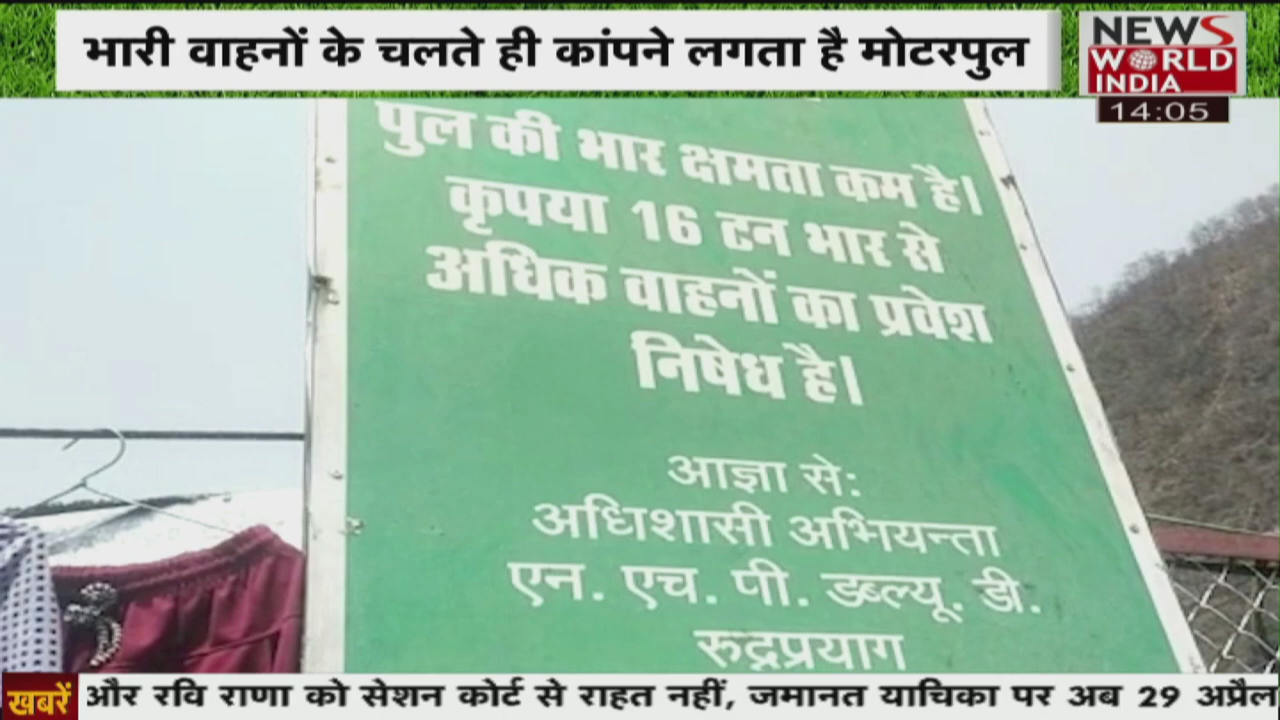 भारी वाहनों के चलते ही कांपने लगता है मोटरपुल
NEWS
WORLD
INDIA
14:05
पुल की भार क्षमता कम है।
कृपया 16 टन भार से
अधिक वाहनों का प्रवेश
निषेध है।
आज्ञा से:
अधिशासी अभियन्ता
एन. एच. पी. डब्ल्यू. डी.
रुद्रप्रयाग
खबरें और रवि राणा को सेशन कोर्ट से राहत नहीं, जमानत याचिका पर अब 29 अप्रैल